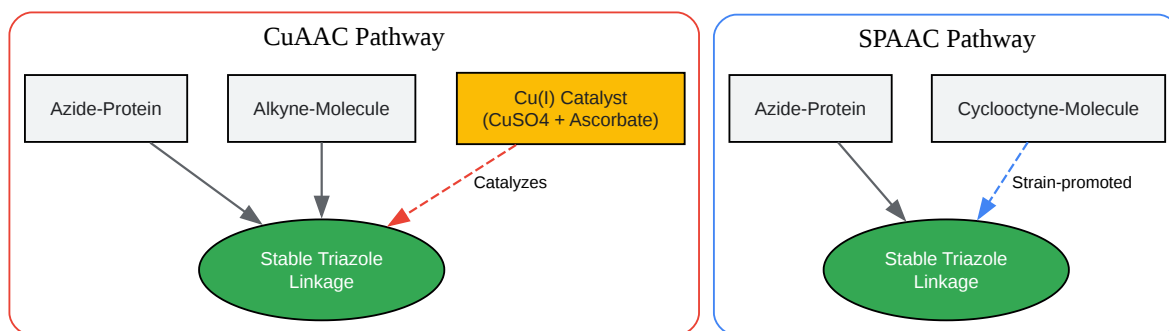 CuAAC Pathway
Azide-Protein
Alkyne-Molecule
Cu(I) Catalyst
(CuSO4 + Ascorbate)
Catalyzes
Stable Triazole
Linkage
SPAAC Pathway
Azide-Protein
Cyclooctyne-Molecule
Strain-promoted
Stable Triazole
Linkage